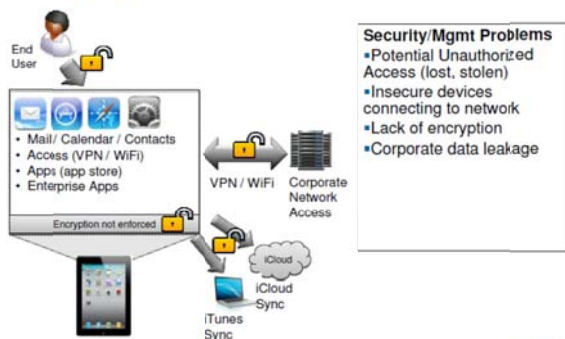 End
User
• Mail / Calendar / Contacts
• Access (VPN / WiFi)
• Apps (app store)
• Enterprise Apps
Encryption not enforced
VPN / WiFi
Corporate
Network
Access
iCloud
iCloud
Sync
iTunes
Sync
Security/Mgmt Problems
▪Potential Unauthorized
Access (lost, stolen)
▪Insecure devices
connecting to network
▪Lack of encryption
▪Corporate data leakage